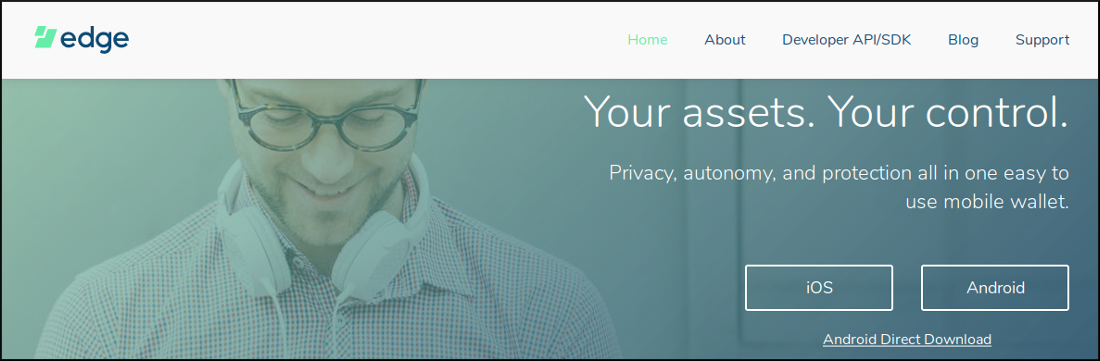 edge
Home About Developer API/SDK Blog Support
Your assets. Your control.
Privacy, autonomy, and protection all in one easy to
use mobile wallet.
iOS Android
Android Direct Download